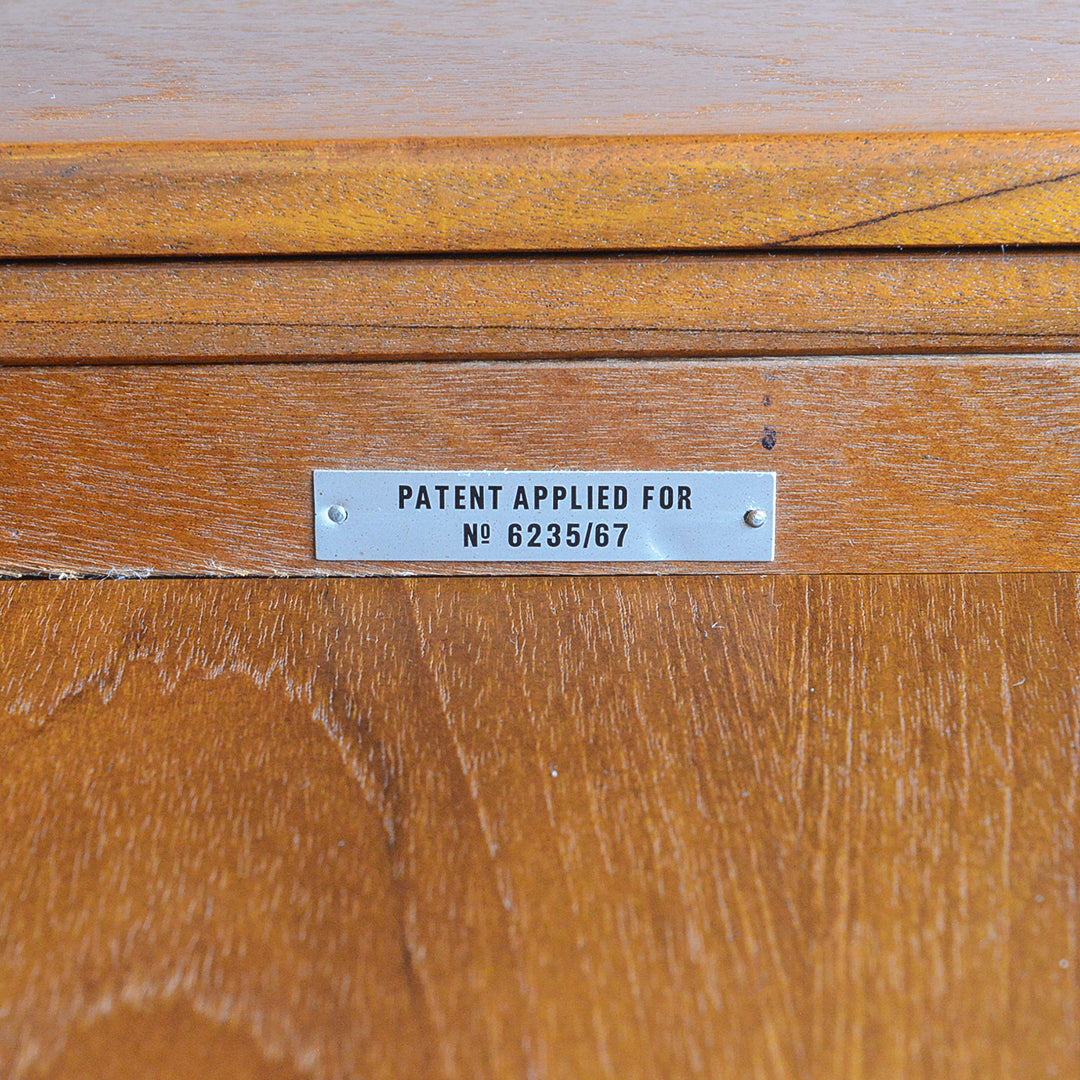 PATENT APPLIED FOR
Nº 6235/67